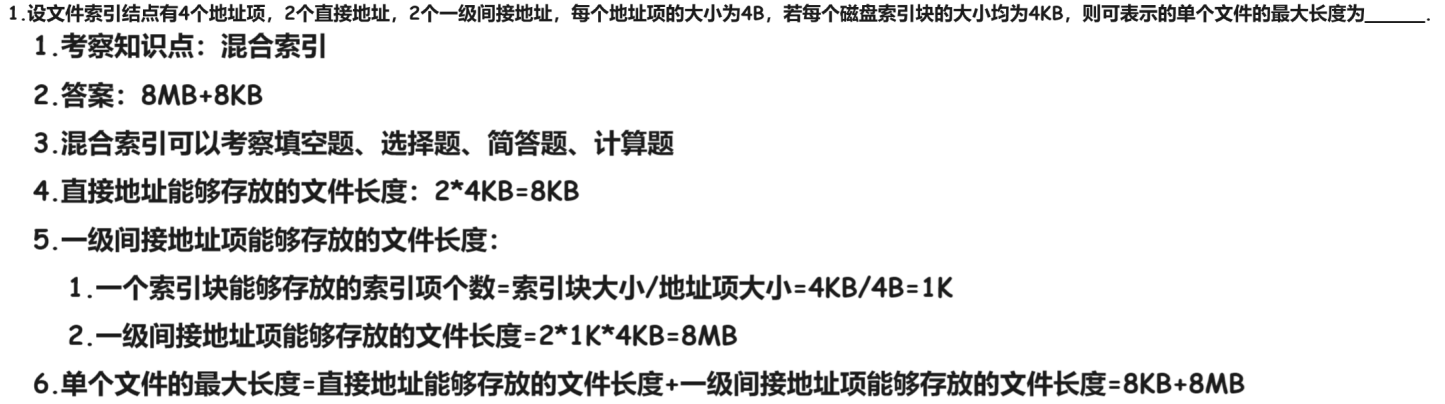 1.设文件索引结点有4个地址项，2个直接地址，2个一级间接地址，每个地址项的大小为4B，若每个磁盘索引块的大小均为4KB，则可表示的单个文件的最大长度为______.
1.考察知识点：混合索引
2.答案：8MB+8KB
3.混合索引可以考察填空题、选择题、简答题、计算题
4.直接地址能够存放的文件长度：2*4KB=8KB
5.一级间接地址项能够存放的文件长度：
1.一个索引块能够存放的索引项个数=索引块大小/地址项大小=4KB/4B=1K
2.一级间接地址项能够存放的文件长度=2*1K*4KB=8MB
6.单个文件的最大长度=直接地址能够存放的文件长度+一级间接地址项能够存放的文件长度=8KB+8MB